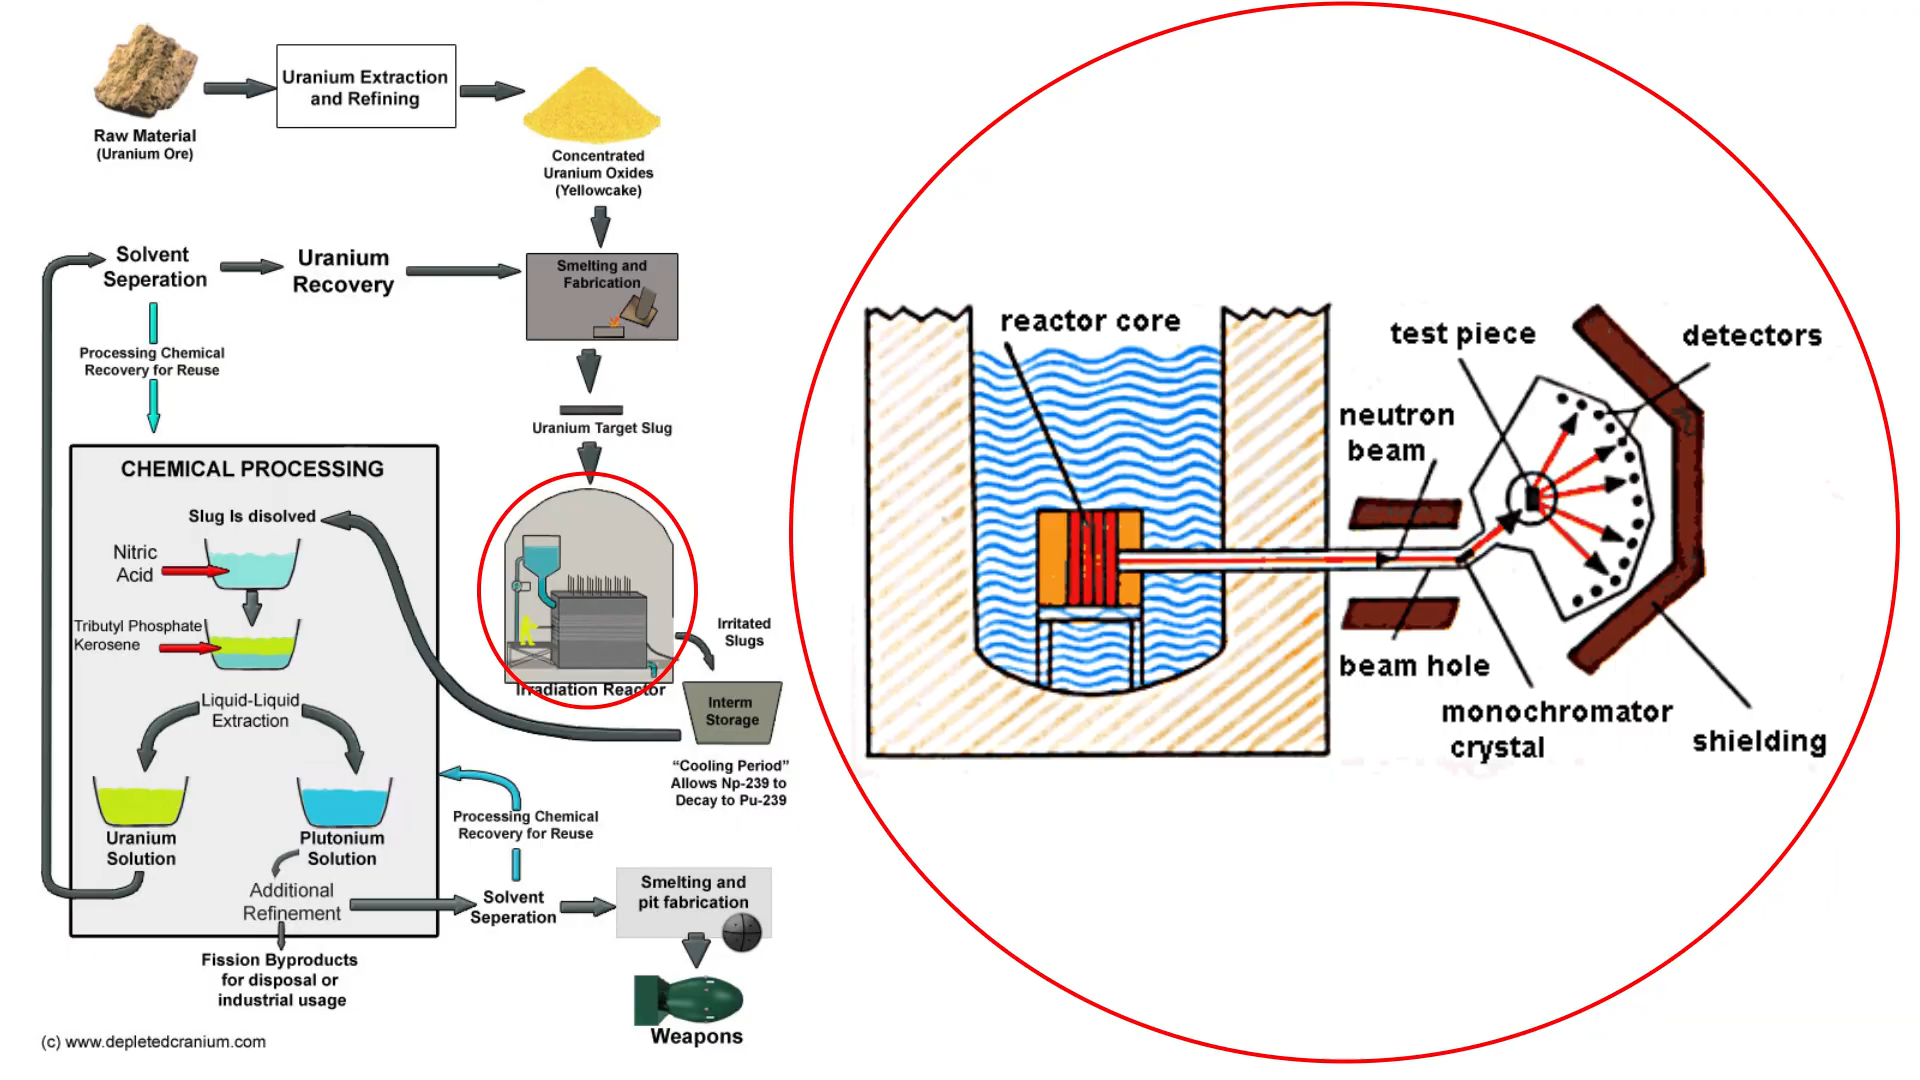 Uranium Extraction
and Refining
Raw Material
(Uranium Ore)
Concentrated
Uranium Oxides
(Yellowcake)
Solvent
Seperation
Uranium
Recovery
Smelting and
Fabrication
Processing Chemical
Recovery for Reuse
Uranium Target Slug
CHEMICAL PROCESSING
Slug Is disolved
Nitric
Acid
Tributyl Phosphate
Kerosene
Liquid-Liquid
Extraction
Uranium
Solution
Plutonium
Solution
Additional
Refinement
Fission Byproducts
for disposal or
industrial usage
Irradiation Reactor
Irritated
Slugs
Interm
Storage
“Cooling Period”
Allows Np-239 to
Decay to Pu-239
Processing Chemical
Recovery for Reuse
Solvent
Seperation
Smelting and
pit fabrication
Weapons
(c) www.depletedcranium.com
reactor core
test piece
detectors
neutron
beam
beam hole
monochromator
crystal
shielding